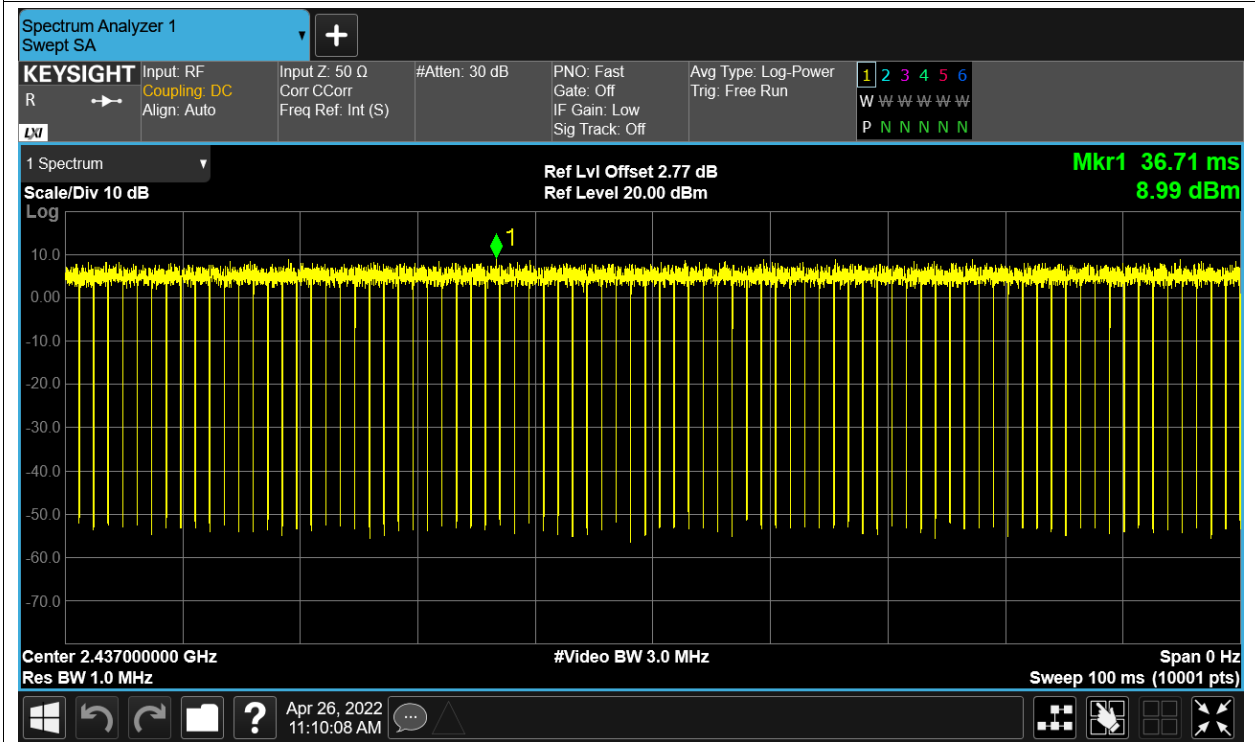 Spectrum Analyzer 1
Swept SA
+
KEYSIGHT
R
LXI
Input: RF
Coupling: DC
Align: Auto
Input Z: 50 Ω
Corr CCorr
Freq Ref: Int (S)
#Atten: 30 dB
PNO: Fast
Gate: Off
IF Gain: Low
Sig Track: Off
Avg Type: Log-Power
Trig: Free Run
1 2 3 4 5 6
W W W W W W
P N N N N N
1 Spectrum
Scale/Div 10 dB
Log
Ref Lvl Offset 2.77 dB
Ref Level 20.00 dBm
Mkr1 36.71 ms
8.99 dBm
1
10.0
0.00
-10.0
-20.0
-30.0
-40.0
-50.0
-60.0
-70.0
Center 2.437000000 GHz
Res BW 1.0 MHz
#Video BW 3.0 MHz
Span 0 Hz
Sweep 100 ms (10001 pts)
?
Apr 26, 2022
11:10:08 AM